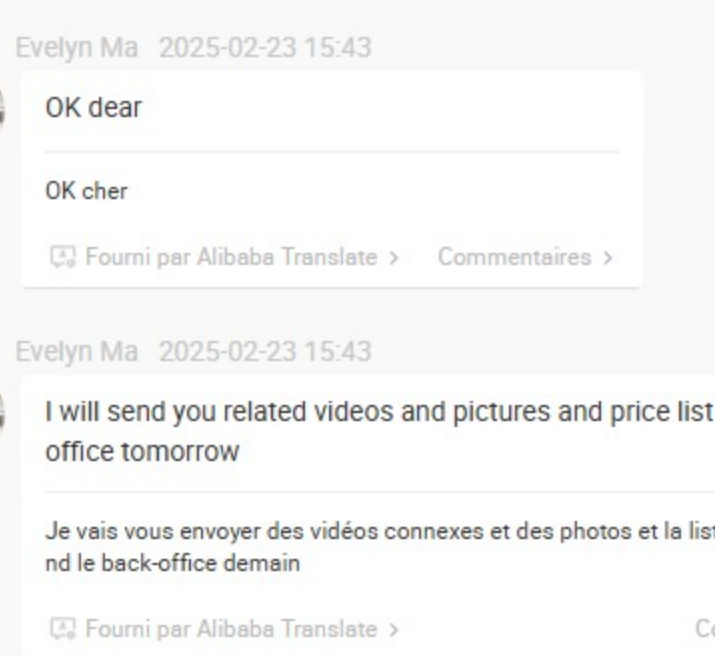 Evelyn Ma 2025-02-23 15:43
OK dear
OK cher
Fourni par Alibaba Translate >
Commentaires >
Evelyn Ma 2025-02-23 15:43
I will send you related videos and pictures and price list
office tomorrow
Je vais vous envoyer des vidéos connexes et des photos et la
nd le back-office demain
Fourni par Alibaba Translate >